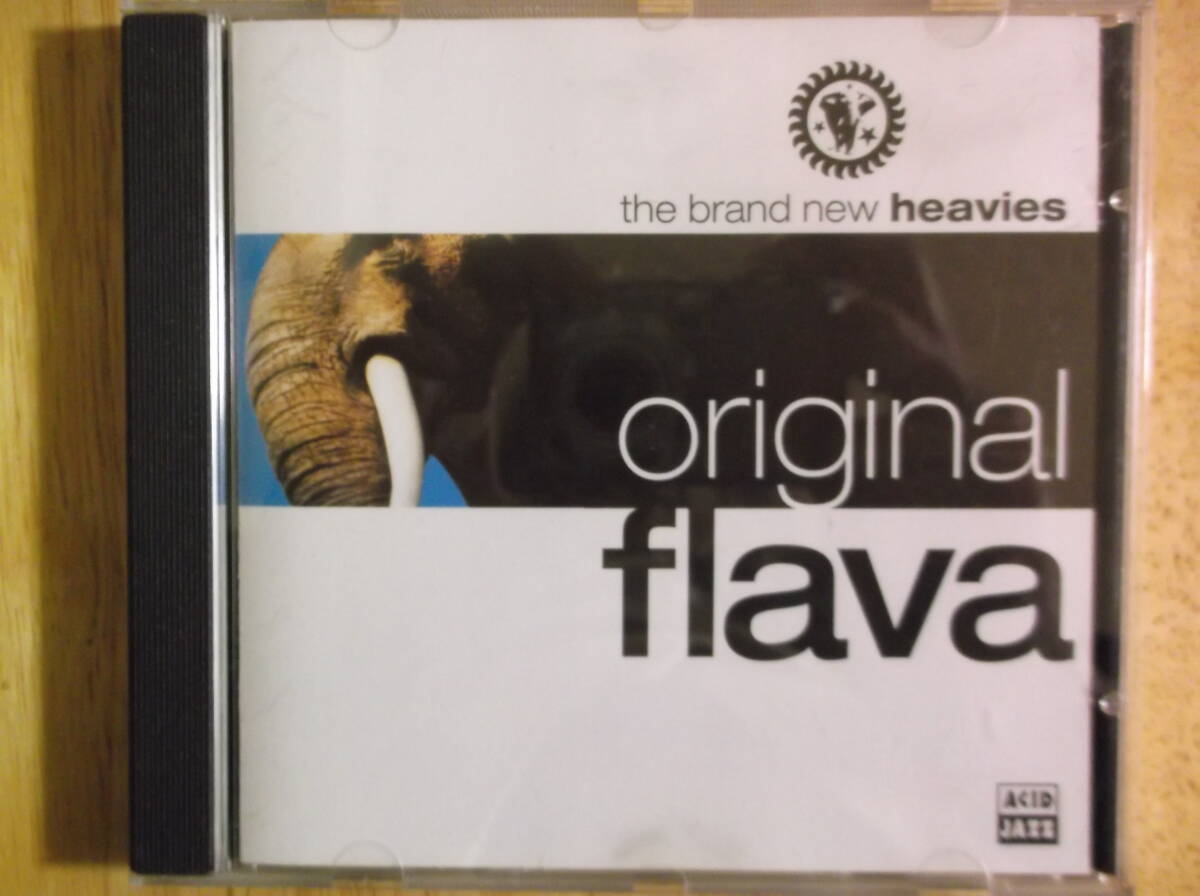 the brand new heavies
original
flava
ACID
JAZZ